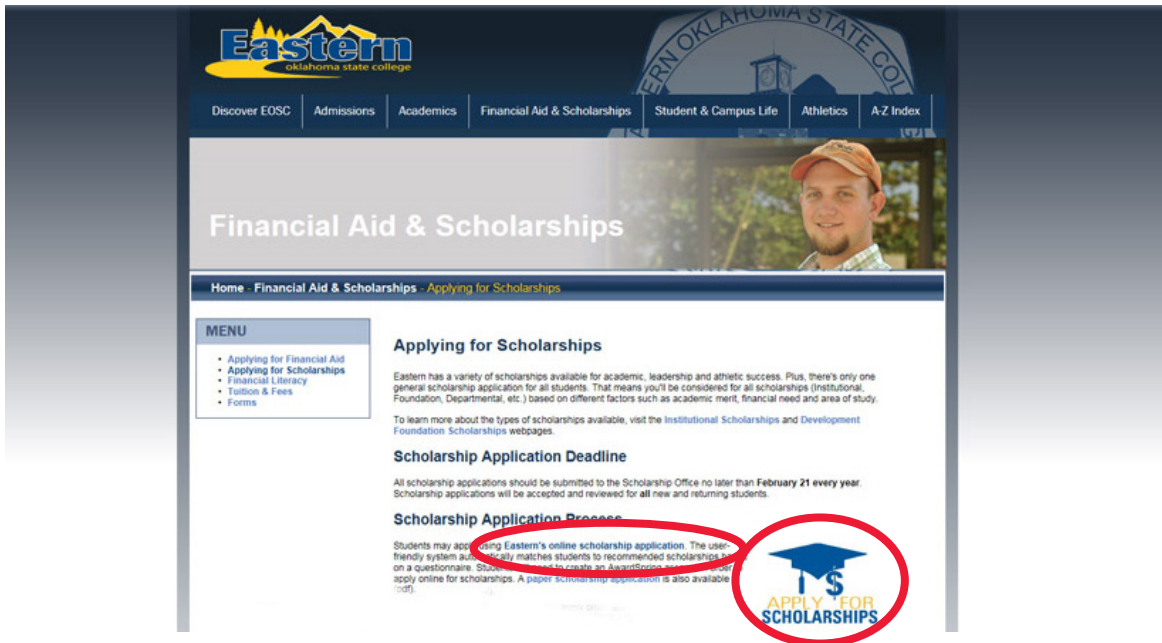 Eastern
oklahoma state college
EASTERN OKLAHOMA STATE COL
Discover EOSC Admissions Academics Financial Aid & Scholarships Student & Campus Life Athletics A-Z Index
Financial Aid & Scholarships
Home - Financial Aid & Scholarships - Applying for Scholarships
MENU
• Applying for Financial Aid
• Applying for Scholarships
• Financial Literacy
• Tuition & Fees
• Forms
Applying for Scholarships
Eastern has a variety of scholarships available for academic, leadership and athletic success. Plus, there's only one
general scholarship application for all students. That means you'll be considered for all scholarships (Institutional,
Foundation, Departmental, etc.) based on different factors such as academic merit, financial need and area of study.
To learn more about the types of scholarships available, visit the Institutional Scholarships and Development
Foundation Scholarships webpages.
Scholarship Application Deadline
All scholarship applications should be submitted to the Scholarship Office no later than February 21 every year.
Scholarship applications will be accepted and reviewed for all new and returning students.
Scholarship Application Process
Students may apply using Eastern's online scholarship application. The user-
friendly system automatically matches students to recommended scholarships
on a questionnaire. to create an AwardSpring
apply online for scholarships. A paper scholarship application is also available
pdf).
APPLY FOR
SCHOLARSHIPS